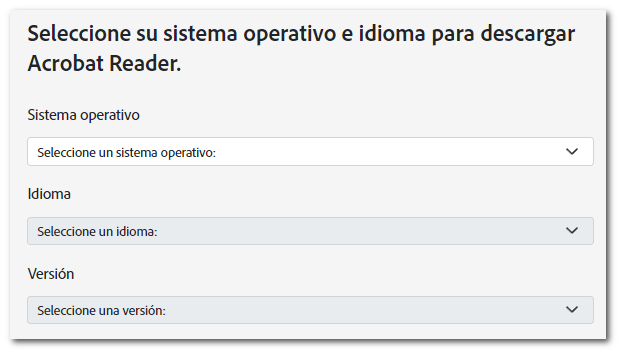 Seleccione su sistema operativo e idioma para descargar
Acrobat Reader.
Sistema operativo
Seleccione un sistema operativo:
Idioma
Seleccione un idioma:
Versión
Seleccione una versión: